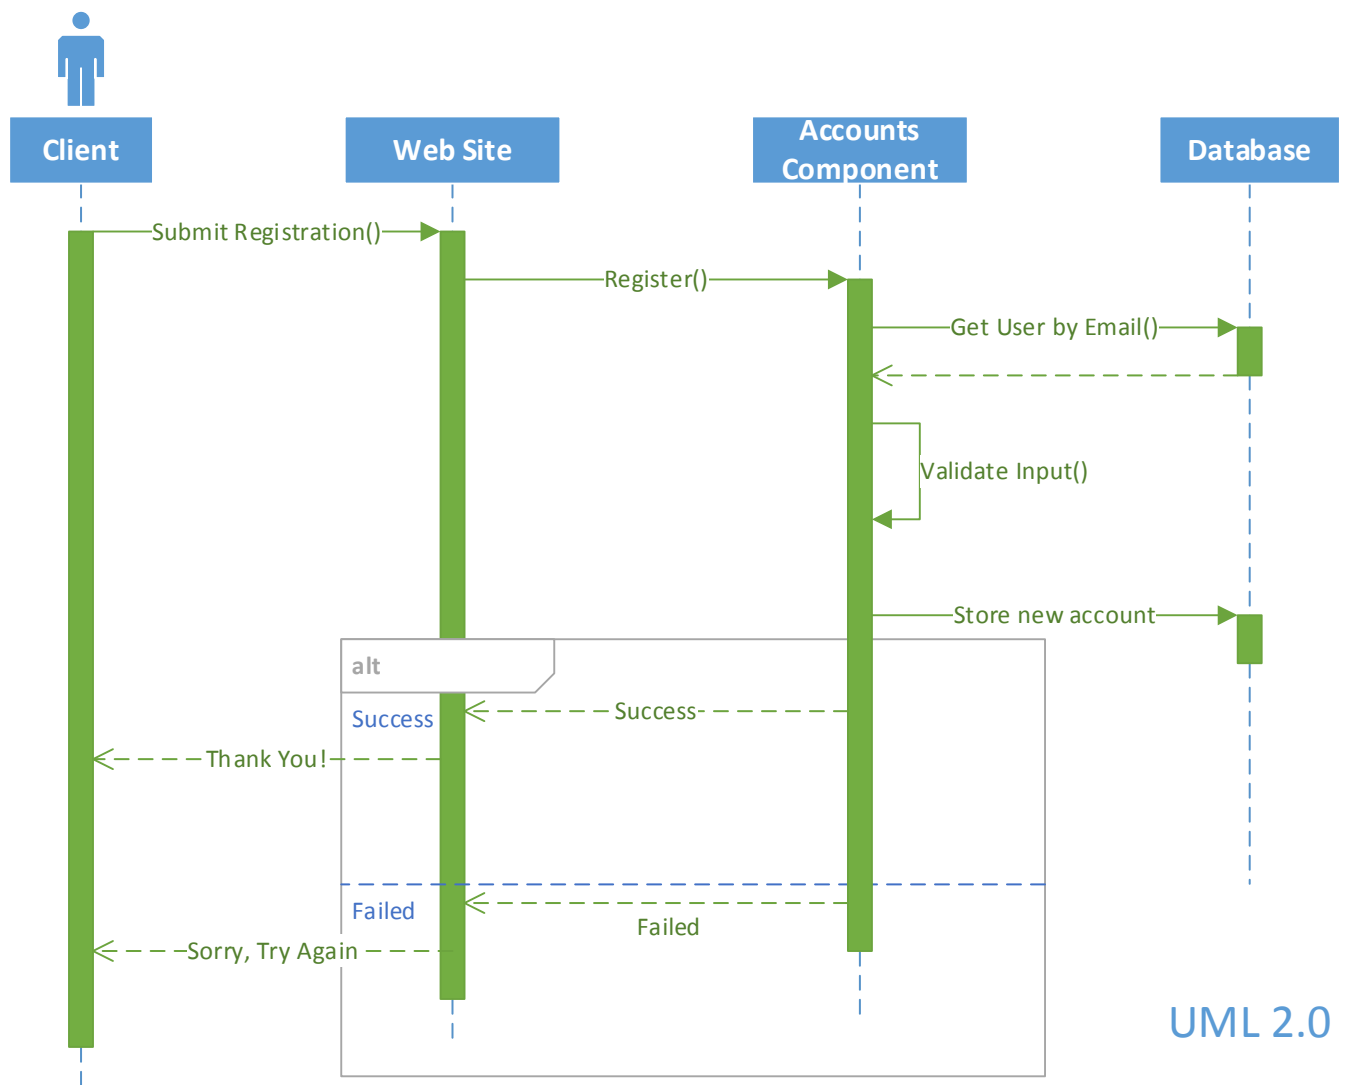 Client
Web Site
Accounts
Component
Database
Submit Registration()
Register()
Get User by Email()
Validate Input()
Store new account
alt
Success
Success
Thank You!
Failed
Failed
Sorry, Try Again
UML 2.0